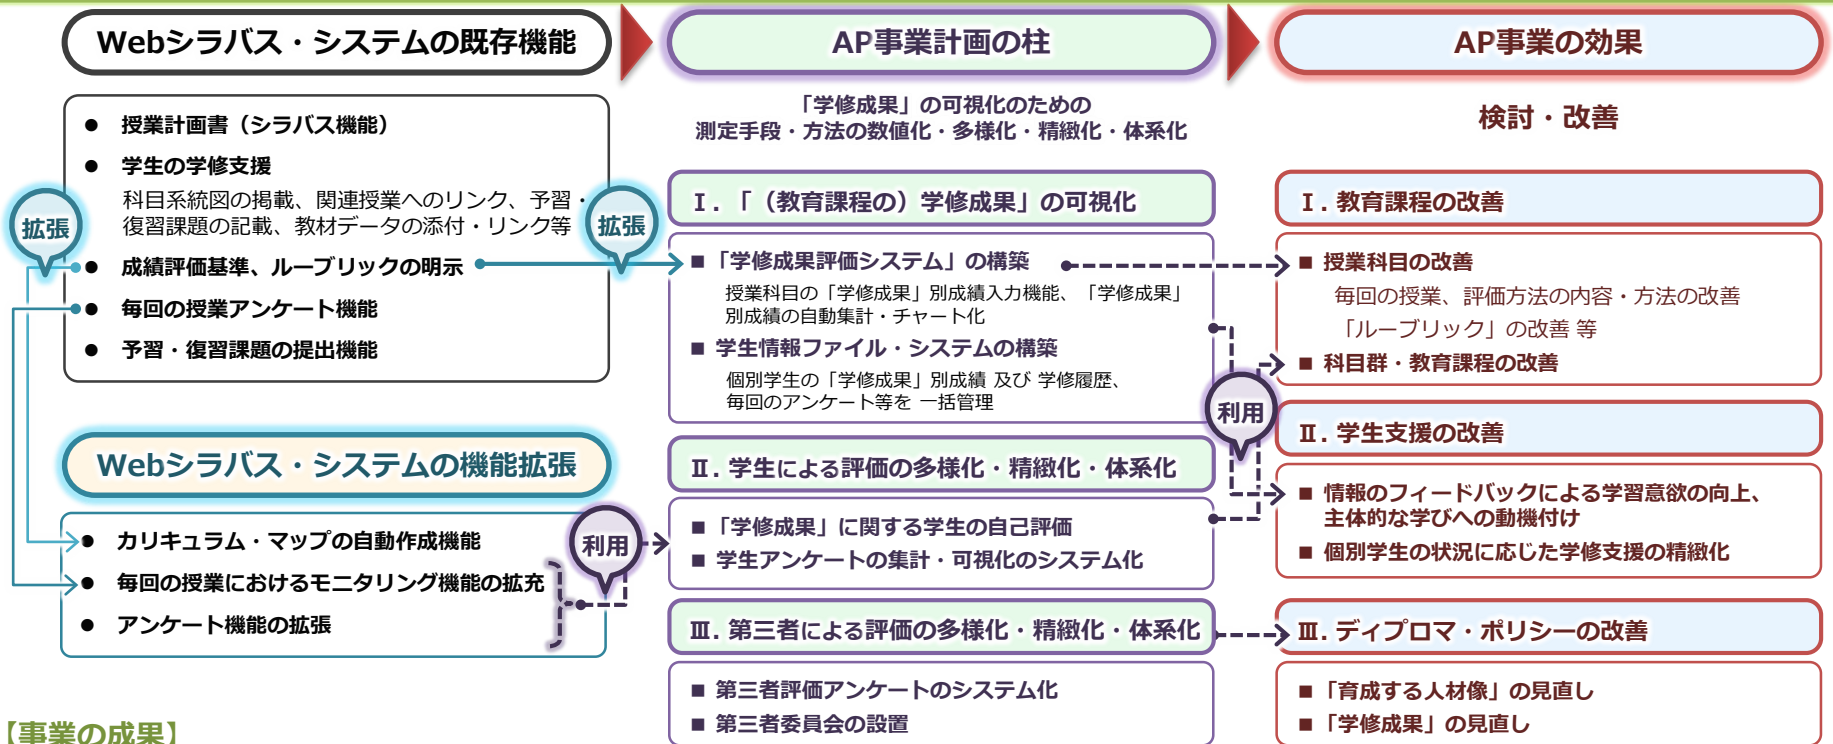 Webシラバス・システムの既存機能
● 授業計画書（シラバス機能）
● 学生の学修支援
科目系統図の掲載、関連授業へのリンク、予習・
復習課題の記載、教材データの添付・リンク等
● 成績評価基準、ルーブリックの明示
● 毎回の授業アンケート機能
● 予習・復習課題の提出機能
拡張
拡張
Webシラバス・システムの機能拡張
● カリキュラム・マップの自動作成機能
● 毎回の授業におけるモニタリング機能の拡充
● アンケート機能の拡張
利用
AP事業計画の柱
「学修成果」の可視化のための
測定手段・方法の数値化・多様化・精緻化・体系化
Ⅰ. 「（教育課程の）学修成果」の可視化
■ 「学修成果評価システム」の構築
授業科目の「学修成果」別成績入力機能、「学修成果」
別成績の自動集計・チャート化
■ 学生情報ファイル・システムの構築
個別学生の「学修成果」別成績 及び 学修履歴、
毎回のアンケート等を 一括管理
Ⅱ. 学生による評価の多様化・精緻化・体系化
■ 「学修成果」に関する学生の自己評価
■ 学生アンケートの集計・可視化のシステム化
Ⅲ. 第三者による評価の多様化・精緻化・体系化
■ 第三者評価アンケートのシステム化
■ 第三者委員会の設置
利用
AP事業の効果
検討・改善
Ⅰ. 教育課程の改善
■ 授業科目の改善
毎回の授業、評価方法の内容・方法の改善
「ルーブリック」の改善 等
■ 科目群・教育課程の改善
Ⅱ. 学生支援の改善
■ 情報のフィードバックによる学習意欲の向上、
主体的な学びへの動機付け
■ 個別学生の状況に応じた学修支援の精緻化
Ⅲ. ディプロマ・ポリシーの改善
■ 「育成する人材像」の見直し
■ 「学修成果」の見直し
【事業の成果】